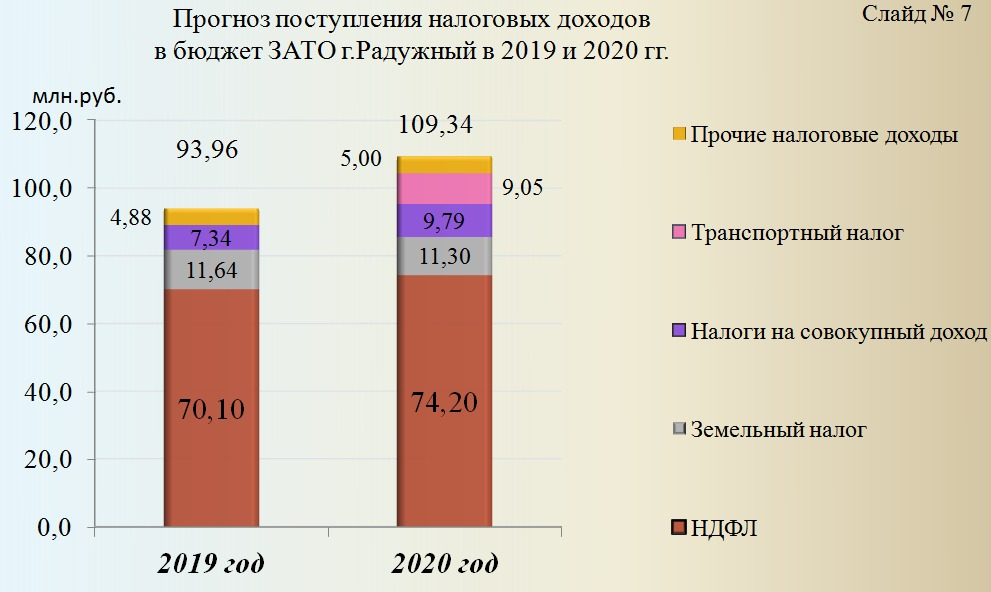 Слайд № 7
Прогноз поступления налоговых доходов
в бюджет ЗАТО г.Радужный в 2019 и 2020 гг.
млн.руб.
120,0
100,0
80,0
60,0
40,0
20,0
0,0
93,96
4,88
7,34
11,64
70,10
109,34
5,00
9,05
9,79
11,30
74,20
2019 год
2020 год
Прочие налоговые доходы
Транспортный налог
Налоги на совокупный доход
Земельный налог
НДФЛ